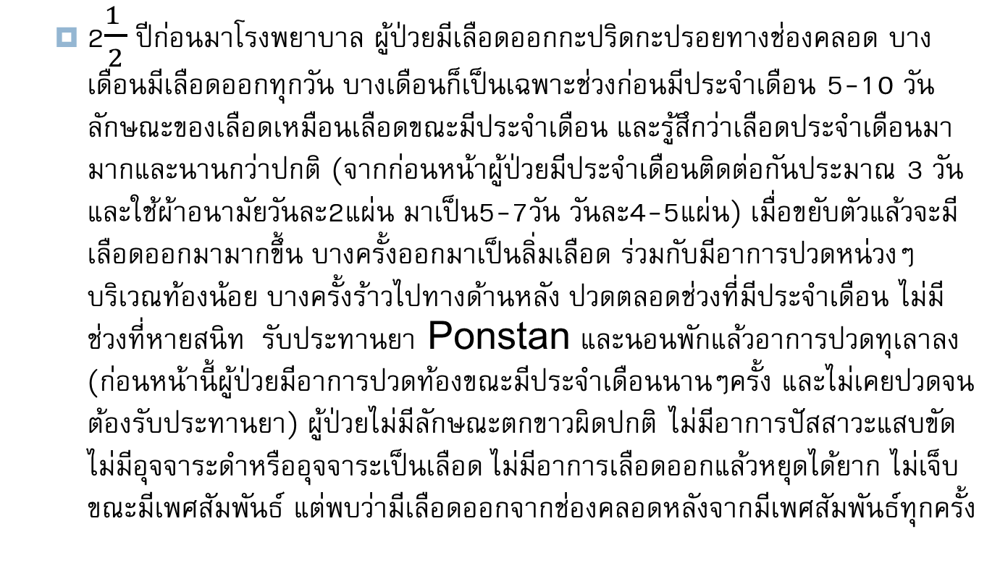 2 1/2 ปีก่อนมาโรงพยาบาล ผู้ป่วยมีเลือดออกกะปริดกะปรอยทางช่องคลอด บาง
เดือนมีเลือดออกทุกวัน บางเดือนก็เป็นเฉพาะช่วงก่อนมีประจำเดือน 5-10 วัน
ลักษณะของเลือดเหมือนเลือดขณะมีประจำเดือน และรู้สึกว่าเลือดประจำเดือนมา
มากและนานกว่าปกติ (จากก่อนหน้าผู้ป่วยมีประจำเดือนติดต่อกันประมาณ 3 วัน
และใช้ผ้าอนามัยวันละ2แผ่น มาเป็น5-7วัน วันละ4-5แผ่น) เมื่อขยับตัวแล้วจะมี
เลือดออกมามากขึ้น บางครั้งออกมาเป็นลิ่มเลือด ร่วมกับมีอาการปวดหน่วงๆ
บริเวณท้องน้อย บางครั้งร้าวไปทางด้านหลัง ปวดตลอดช่วงที่มีประจำเดือน ไม่มี
ช่วงที่หายสนิท รับประทานยา Ponstan และนอนพักแล้วอาการปวดทุเลาลง
(ก่อนหน้านี้ผู้ป่วยมีอาการปวดท้องขณะมีประจำเดือนนานๆครั้ง และไม่เคยปวดจน
ต้องรับประทานยา) ผู้ป่วยไม่มีลักษณะตกขาวผิดปกติ ไม่มีอาการปัสสาวะแสบขัด
ไม่มีอุจจาระดำหรืออุจจาระเป็นเลือด ไม่มีอาการเลือดออกแล้วหยุดได้ยาก ไม่เจ็บ
ขณะมีเพศสัมพันธ์ แต่พบว่ามีเลือดออกจากช่องคลอดหลังจากมีเพศสัมพันธ์ทุกครั้ง